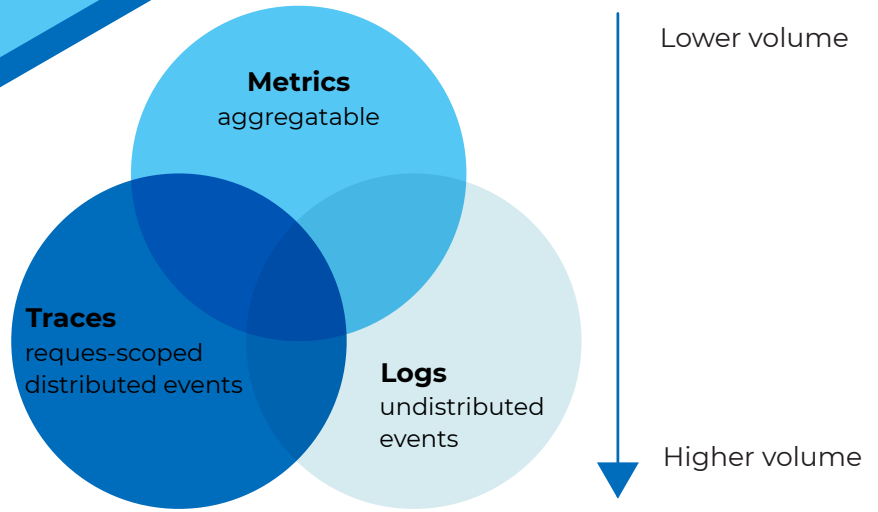 Lower volume
Metrics
aggregatable
Traces
reques-scoped
distributed events
Logs
undistributed
events
Higher volume